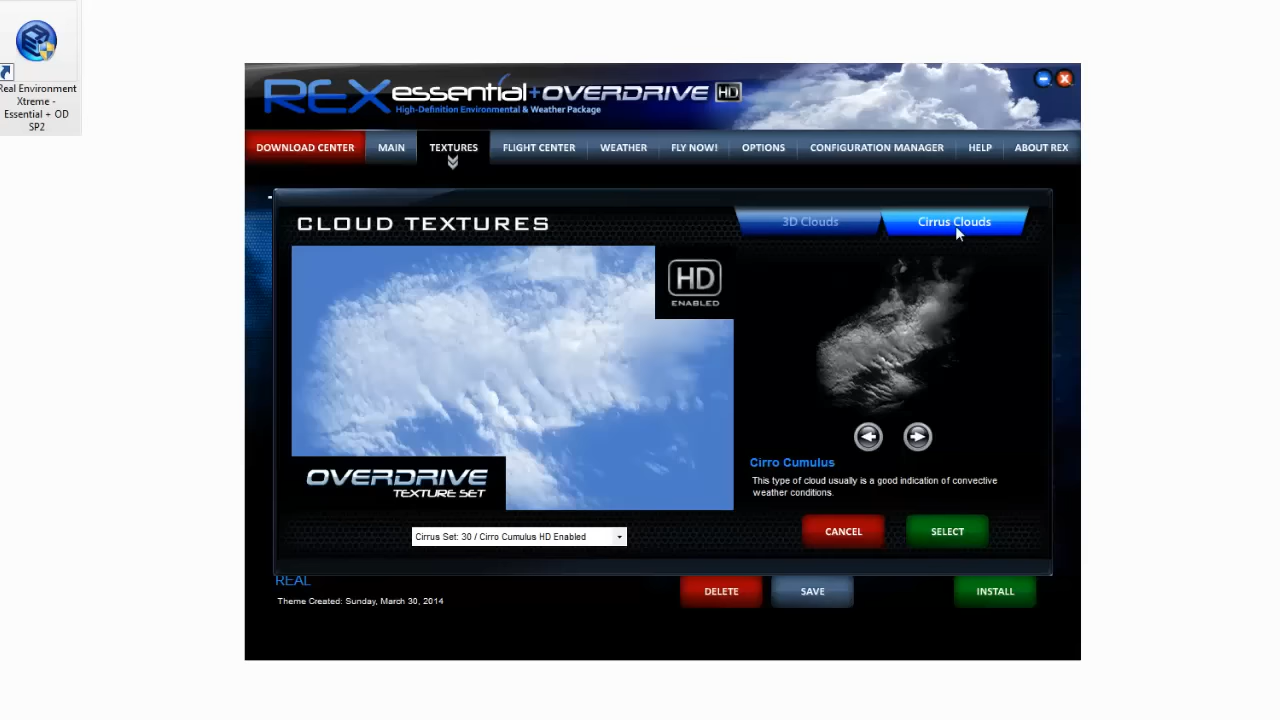 Real Environment
Xtreme -
Essential + OD
SP2
REX essential+OVERDRIVE HD
High-Definition Environmental & Weather Package
DOWNLOAD CENTER MAIN TEXTURES FLIGHT CENTER WEATHER FLY NOW! OPTIONS CONFIGURATION MANAGER HELP ABOUT REX
CLOUD TEXTURES
3D Clouds Cirrus Clouds
HD
ENABLED
OVERDRIVE
TEXTURE SET
Cirro Cumulus
This type of cloud usually is a good indication of convective
weather conditions.
Cirrus Set: 30 / Cirro Cumulus HD Enabled
CANCEL SELECT
REAL
Theme Created: Sunday, March 30, 2014
DELETE SAVE INSTALL